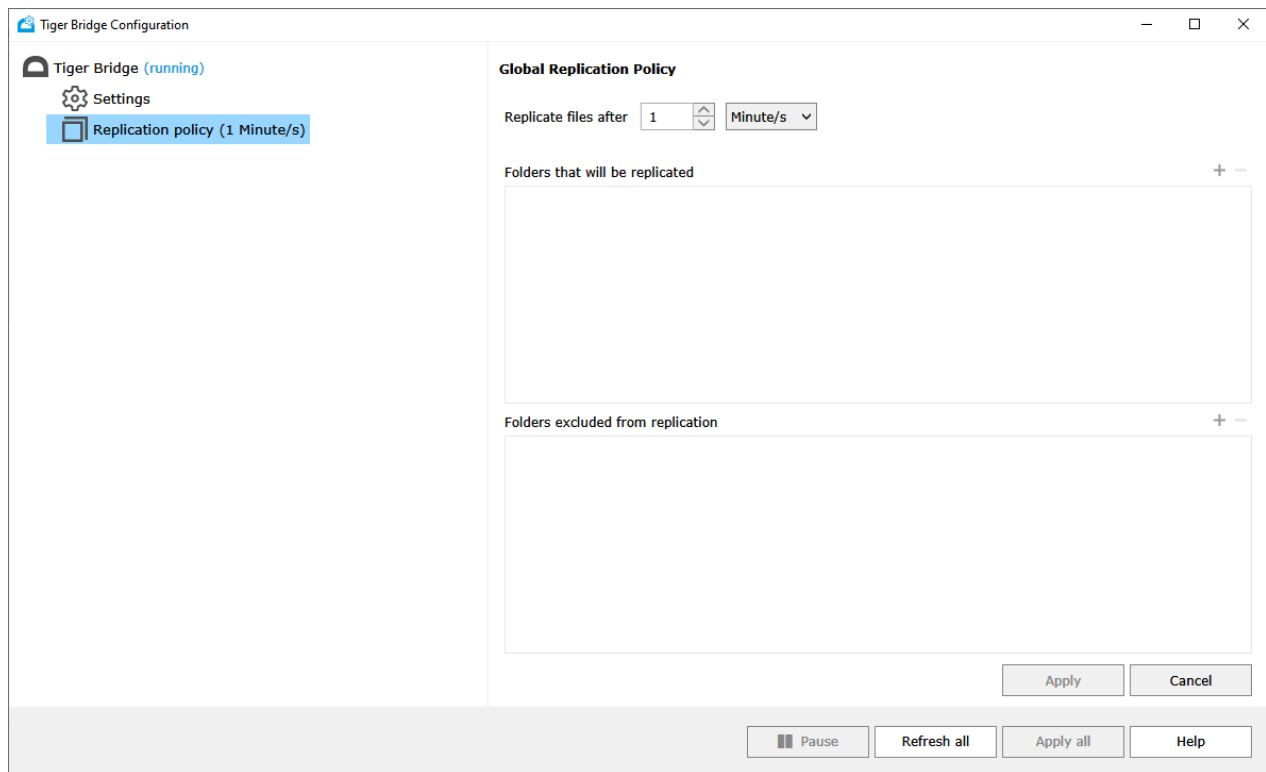 Tiger Bridge Configuration
Tiger Bridge (running)
Settings
Replication policy (1 Minute/s)
Global Replication Policy
Replicate files after 1 Minute/s
Folders that will be replicated
Folders excluded from replication
Apply Cancel
Pause Refresh all Apply all Help